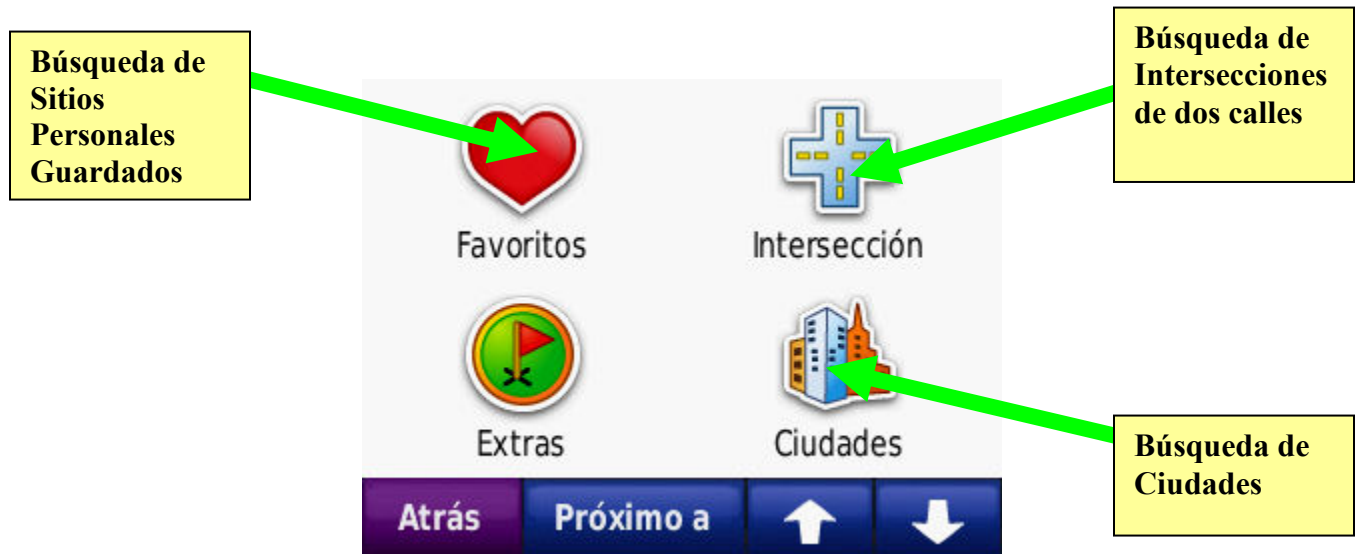 Búsqueda de
Sitios
Personales
Guardados
Búsqueda de
Intersecciones
de dos calles
Favoritos
Intersección
Extras
Ciudades
Búsqueda de
Ciudades
Atrás
Próximo a